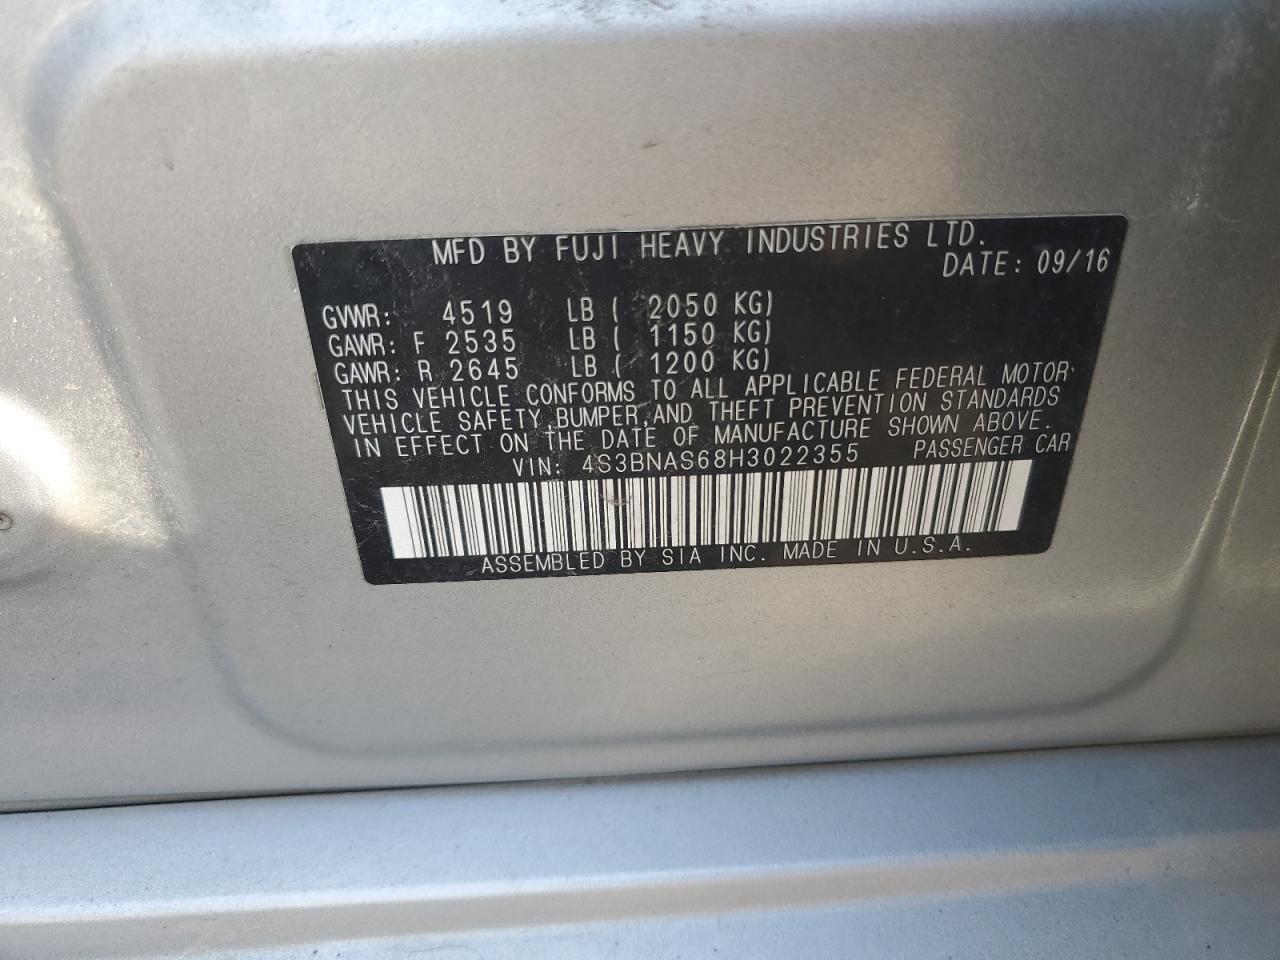 MFD BY FUJI HEAVY INDUSTRIES LTD.
DATE: 09/16
GVWR: 4519 LB ( 2050 KG)
GAWR: F 2535 LB ( 1150 KG)
GAWR: R 2645 LB ( 1200 KG)
THIS VEHICLE CONFORMS TO ALL APPLICABLE FEDERAL MOTOR
VEHICLE SAFETY, BUMPER, AND THEFT PREVENTION STANDARDS
IN EFFECT ON THE DATE OF MANUFACTURE SHOWN ABOVE.
VIN: 4S3BNAS68H3022355 PASSENGER CAR
ASSEMBLED BY SIA INC. MADE IN U.S.A.